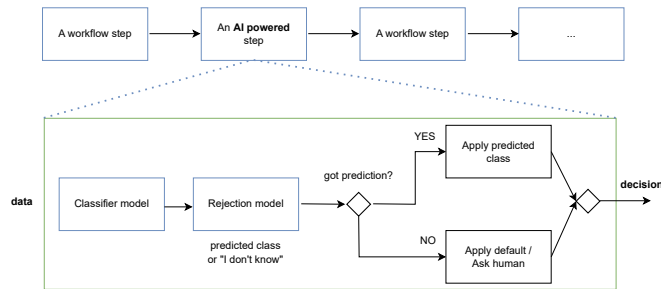 A workflow step
An AI powered
step
A workflow step
...
YES
Apply predicted
class
got prediction?
decision
data
Classifier model
Rejection model
predicted class
or "I don't know"
NO
Apply default /
Ask human